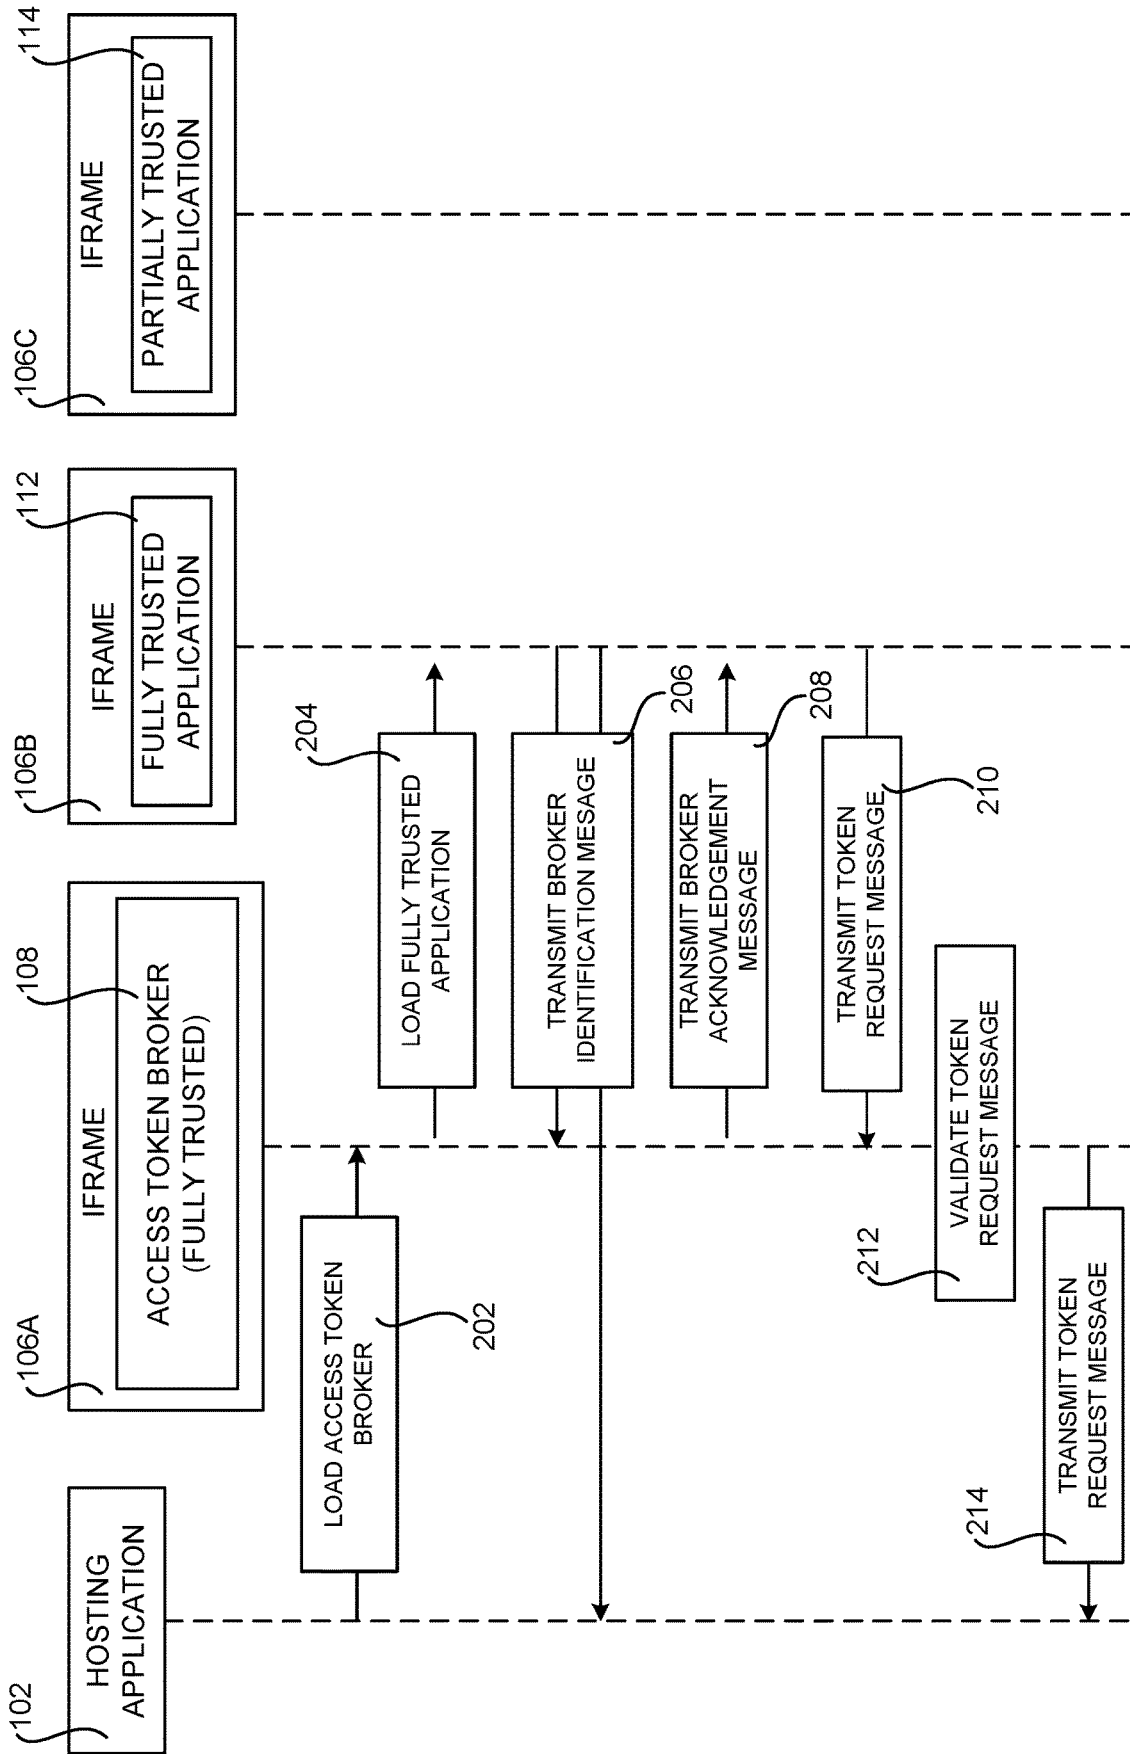 102
HOSTING
APPLICATION
106A
IFRAME
108
ACCESS TOKEN BROKER
(FULLY TRUSTED)
106B
IFRAME
112
FULLY TRUSTED
APPLICATION
106C
IFRAME
114
PARTIALLY TRUSTED
APPLICATION
LOAD ACCESS TOKEN
BROKER
202
LOAD FULLY TRUSTED
APPLICATION
204
TRANSMIT BROKER
IDENTIFICATION MESSAGE
206
TRANSMIT BROKER
ACKNOWLEDGEMENT
MESSAGE
208
TRANSMIT TOKEN
REQUEST MESSAGE
210
212
VALIDATE TOKEN
REQUEST MESSAGE
214
TRANSMIT TOKEN
REQUEST MESSAGE